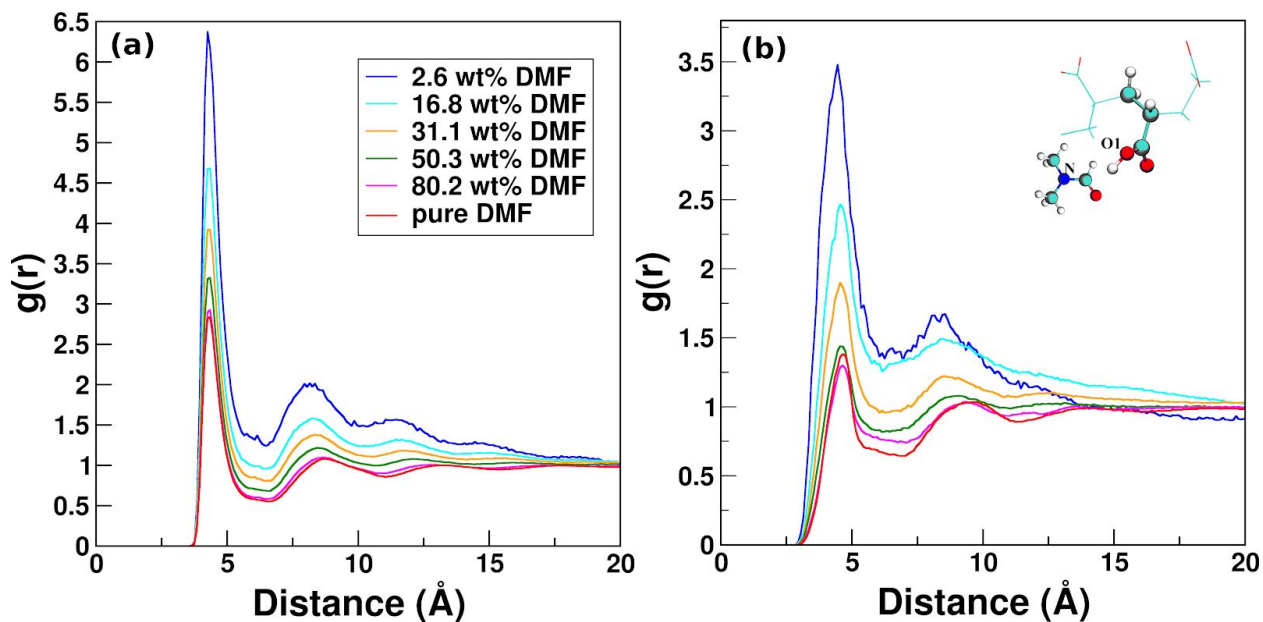 (a)
g(r)
6.5
6
5.5
5
4.5
4
3.5
3
2.5
2
1.5
1
0.5
0
2.6 wt% DMF
16.8 wt% DMF
31.1 wt% DMF
50.3 wt% DMF
80.2 wt% DMF
pure DMF
0 5 10 15 20
Distance (Å)
(b)
g(r)
3.5
3
2.5
2
1.5
1
0.5
0
O1
N
0 5 10 15 20
Distance (Å)